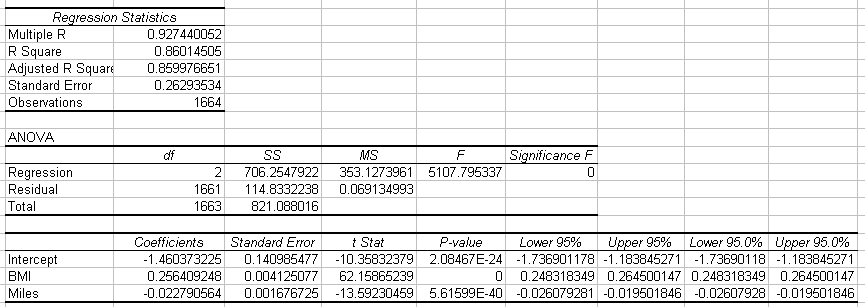 Regression Statistics
Multiple R 0.927440052
R Square 0.86014505
Adjusted R Square 0.859976651
Standard Error 0.26293534
Observations 1664
ANOVA
df SS MS F Significance F
Regression 2 706.2547922 353.1273961 5107.795337 0
Residual 1661 114.8332238 0.069134993
Total 1663 821.088016
Coefficients Standard Error t Stat P-value Lower 95% Upper 95% Lower 95.0% Upper 95.0%
Intercept -1.460373225 0.140985477 -10.35832379 2.08467E-24 -1.736901178 -1.183845271 -1.73690118 -1.183845271
BMI 0.256409248 0.004125077 62.15865239 0 0.248318349 0.264500147 0.248318349 0.264500147
Miles -0.022790564 0.001676725 -13.59230459 5.61599E-40 -0.026079281 -0.019501846 -0.02607928 -0.019501846